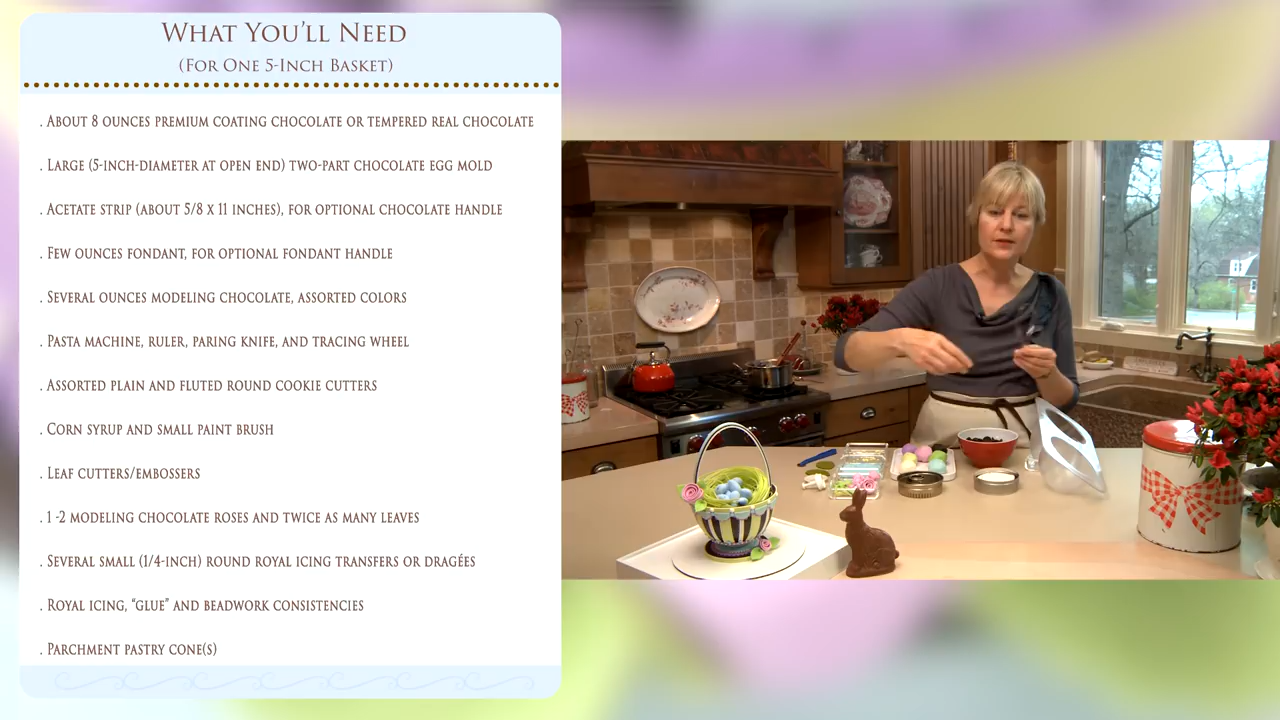 What You'll Need
(For One 5-Inch Basket)
. About 8 ounces premium coating chocolate or tempered real chocolate
. Large (5-inch-diameter at open end) two-part chocolate egg mold
. Acetate strip (about 5/8 x 11 inches), for optional chocolate handle
. Few ounces fondant, for optional fondant handle
. Several ounces modeling chocolate, assorted colors
. Pasta machine, ruler, paring knife, and tracing wheel
. Assorted plain and fluted round cookie cutters
. Corn syrup and small paint brush
. Leaf cutters/embossers
. 1 -2 modeling chocolate roses and twice as many leaves
. Several small (1/4-inch) round royal icing transfers or dragées
. Royal icing, “glue” and beadwork consistencies
. Parchment pastry cone(s)